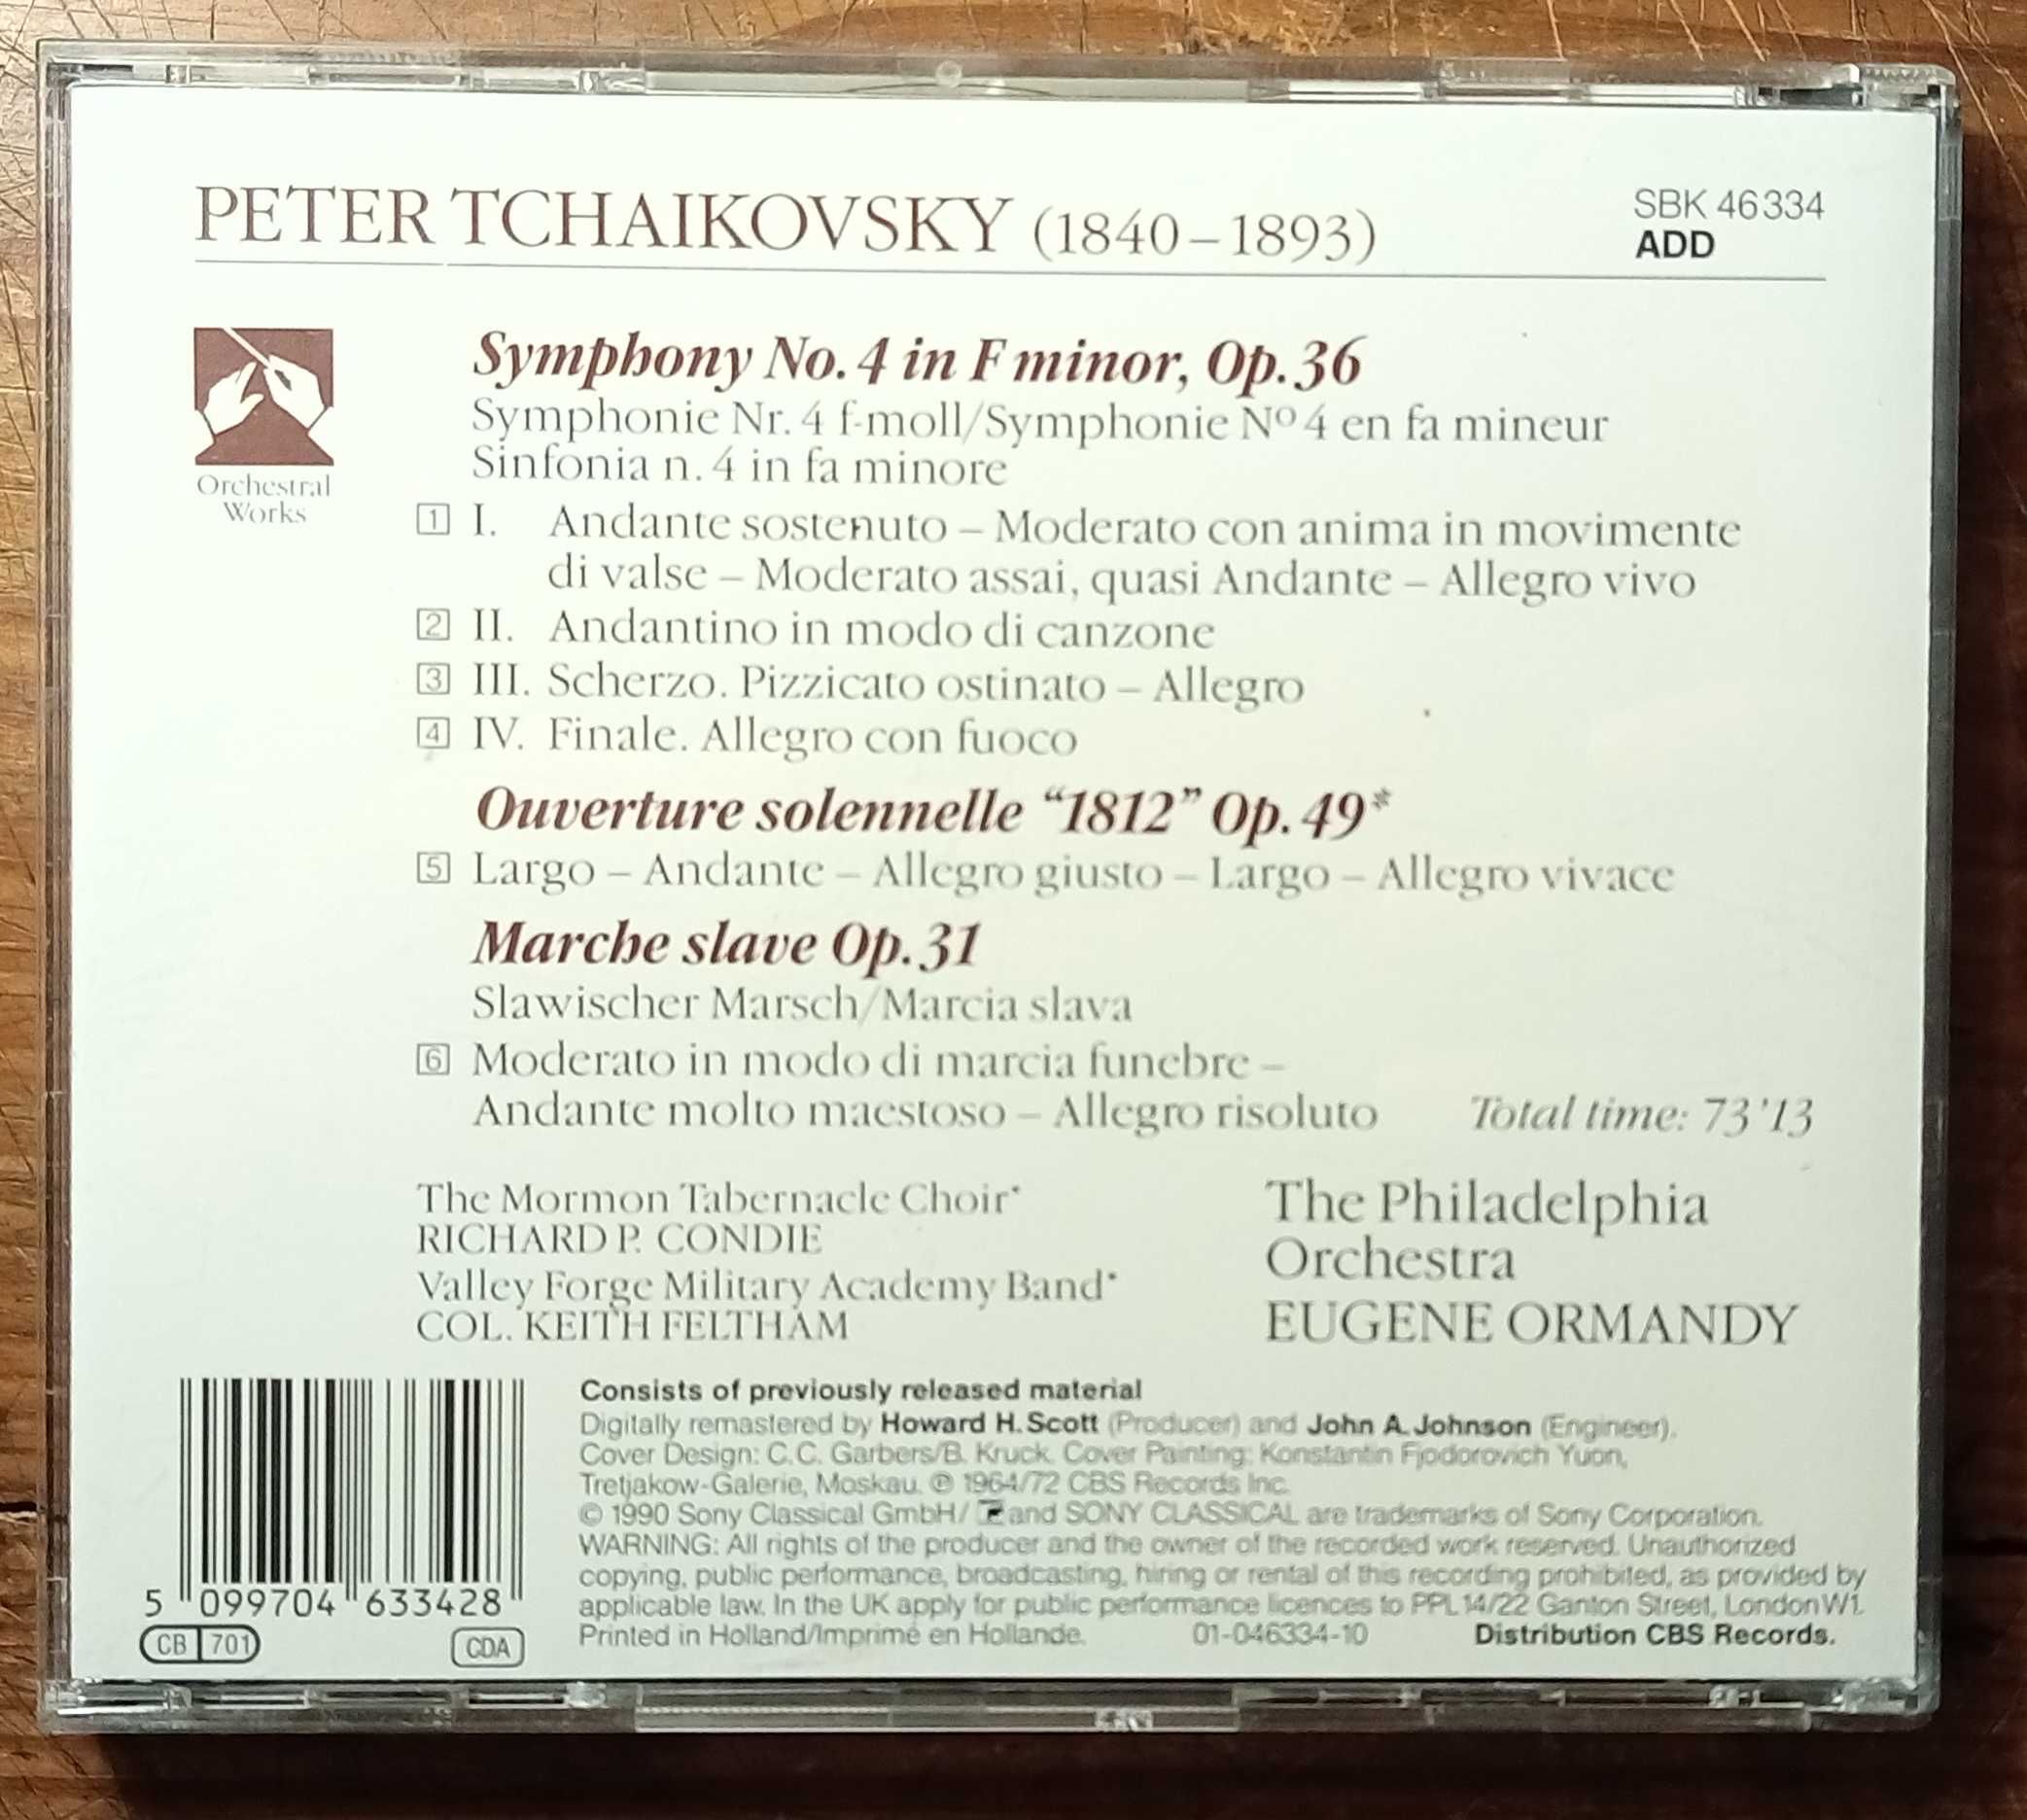 PETER TCHAIKOVSKY (1840–1893)
SBK 46334
ADD
Orchestral
Works
Symphony No. 4 in F minor, Op. 36
Symphonie Nr. 4 f-moll/Symphonie Nº 4 en fa mineur
Sinfonia n. 4 in fa minore
1 I. Andante sostenuto – Moderato con anima in movimente
di valse – Moderato assai, quasi Andante – Allegro vivo
2 II. Andantino in modo di canzone
3 III. Scherzo. Pizzicato ostinato – Allegro
4 IV. Finale. Allegro con fuoco
Ouverture solennelle “1812” Op. 49*
5 Largo – Andante – Allegro giusto – Largo – Allegro vivace
Marche slave Op. 31
Slawischer Marsch/Marcia slava
6 Moderato in modo di marcia funebre –
Andante molto maestoso – Allegro risoluto
Total time: 73’13
The Mormon Tabernacle Choir*
RICHARD P. CONDIE
Valley Forge Military Academy Band*
COL. KEITH FELTHAM
The Philadelphia
Orchestra
EUGENE ORMANDY
Consists of previously released material
Digitally remastered by Howard H. Scott (Producer) and John A. Johnson (Engineer).
Cover Design: C.C. Garbers/B. Kruck. Cover Painting: Konstantin Fjodorovich Yuon,
Tretjakow-Galerie, Moskau. ℗ 1964/72 CBS Records Inc.
© 1990 Sony Classical GmbH/ and SONY CLASSICAL are trademarks of Sony Corporation.
WARNING: All rights of the producer and the owner of the recorded work reserved. Unauthorized
copying, public performance, broadcasting, hiring or rental of this recording prohibited, as provided by
applicable law. In the UK apply for public performance licences to PPL 14/22 Ganton Street, London W1.
Printed in Holland/Imprimé en Hollande. 01-046334-10 Distribution CBS Records.
5 099704 633428
CB 701
CDA